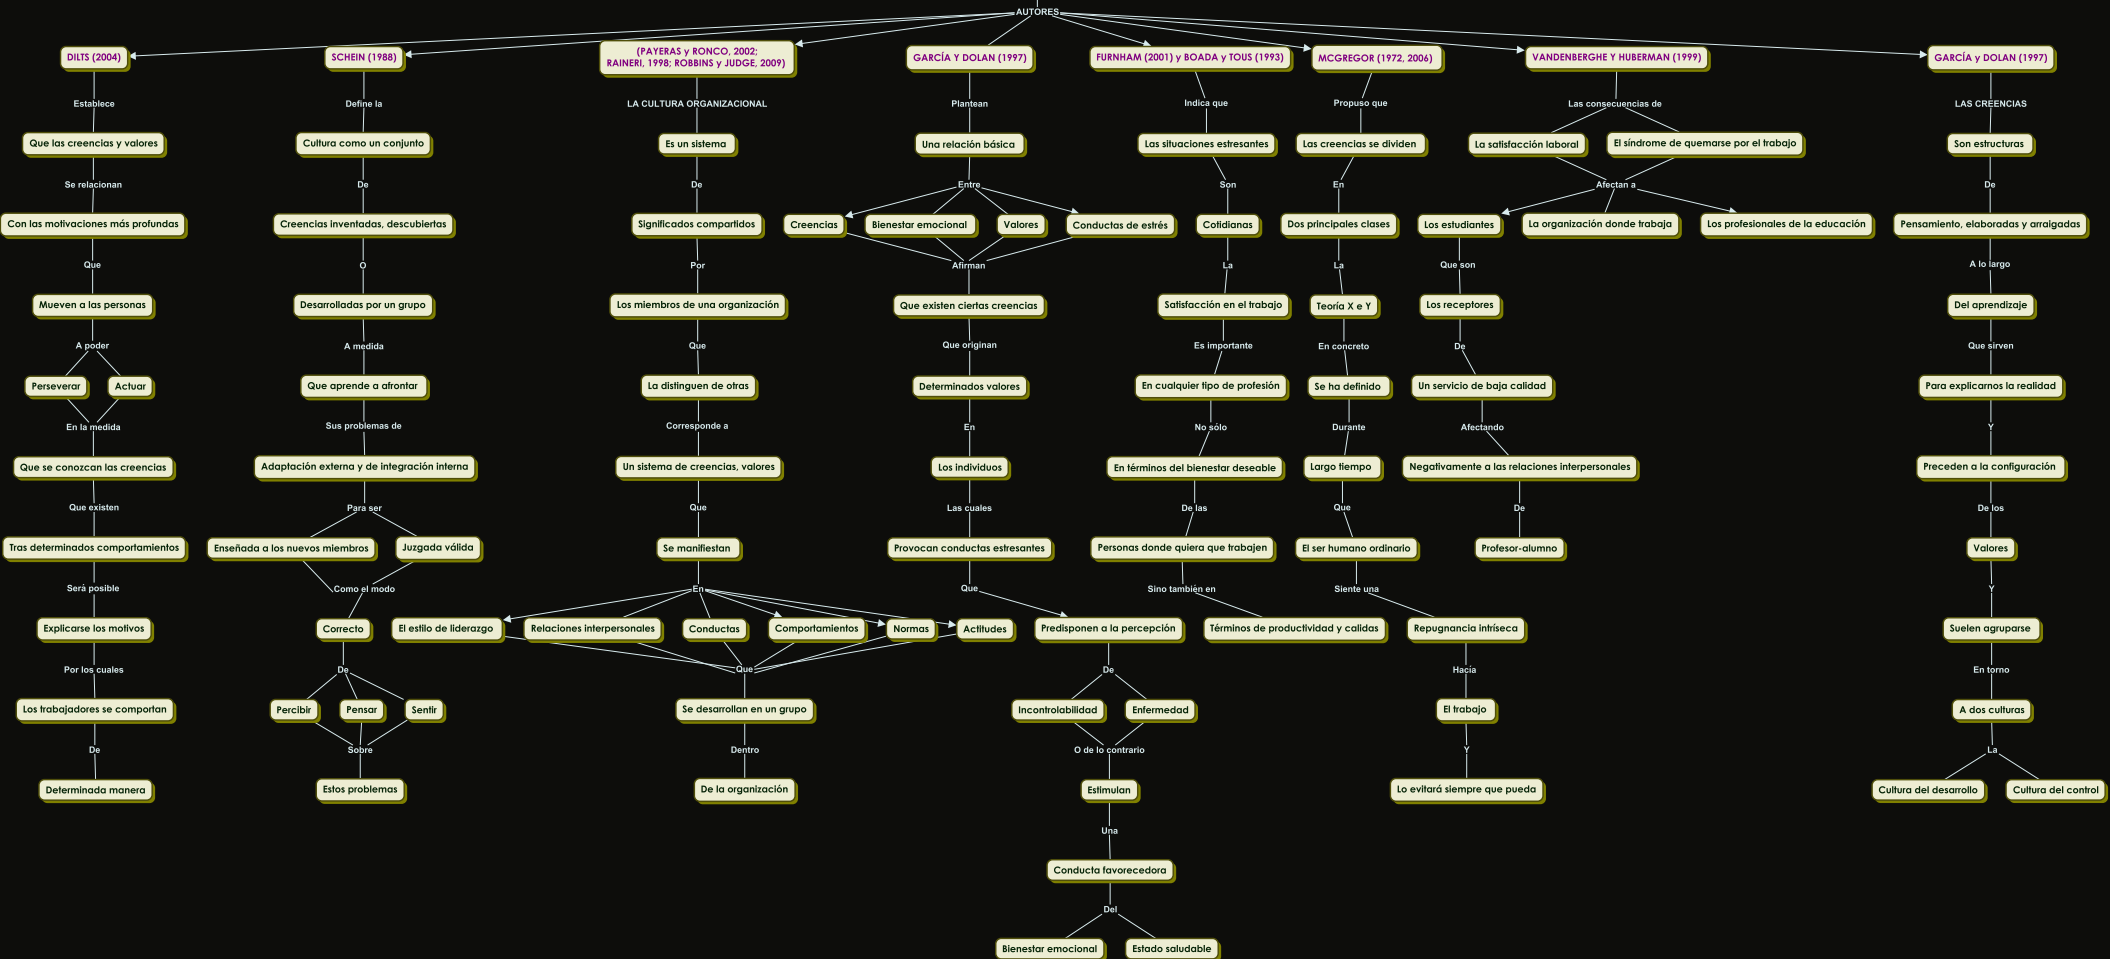 AUTORES
DILTS (2004)
Establece
Que las creencias y valores
Se relacionan
Con las motivaciones más profundas
Que
Mueven a las personas
A poder
Perseverar
Actuar
En la medida
Que se conozcan las creencias
Que existen
Tras determinados comportamientos
Será posible
Explicarse los motivos
Por los cuales
Los trabajadores se comportan
De
Determinada manera
SCHEIN (1988)
Define la
Cultura como un conjunto
De
Creencias inventadas, descubiertas
O
Desarrolladas por un grupo
A medida
Que aprende a afrontar
Sus problemas de
Adaptación externa y de integración interna
Para ser
Enseñada a los nuevos miembros
Juzgada válida
Como el modo
Correcto
De
Percibir
Pensar
Sentir
Sobre
Estos problemas
(PAYERAS y RONCO, 2002;
RAINERI, 1998; ROBBINS y JUDGE, 2009)
LA CULTURA ORGANIZACIONAL
Es un sistema
De
Significados compartidos
Por
Los miembros de una organización
Que
La distinguen de otras
Corresponde a
Un sistema de creencias, valores
Que
Se manifiestan
En
El estilo de liderazgo
Relaciones interpersonales
Conductas
Comportamientos
Normas
Actitudes
Que
Se desarrollan en un grupo
Dentro
De la organización
GARCÍA Y DOLAN (1997)
Plantean
Una relación básica
Entre
Creencias
Bienestar emocional
Valores
Conductas de estrés
Afirman
Que existen ciertas creencias
Que originan
Determinados valores
En
Los individuos
Las cuales
Provocan conductas estresantes
Que
Predisponen a la percepción
De
Incontrolabilidad
Enfermedad
O de lo contrario
Estimulan
Una
Conducta favorecedora
Del
Bienestar emocional
Estado saludable
FURNHAM (2001) y BOADA y TOUS (1993)
Indica que
Las situaciones estresantes
Son
Cotidianas
La
Satisfacción en el trabajo
Es importante
En cualquier tipo de profesión
No sólo
En términos del bienestar deseable
De las
Personas donde quiera que trabajen
Sino también en
Términos de productividad y calidas
MCGREGOR (1972, 2006)
Propuso que
Las creencias se dividen
En
Dos principales clases
La
Teoría X e Y
En concreto
Se ha definido
Durante
Largo tiempo
Que
El ser humano ordinario
Siente una
Repugnancia intríseca
Hacía
El trabajo
Y
Lo evitará siempre que pueda
VANDENBERGHE Y HUBERMAN (1999)
Las consecuencias de
La satisfacción laboral
El síndrome de quemarse por el trabajo
Afectan a
Los estudiantes
La organización donde trabaja
Los profesionales de la educación
Que son
Los receptores
De
Un servicio de baja calidad
Afectando
Negativamente a las relaciones interpersonales
De
Profesor-alumno
GARCÍA y DOLAN (1997)
LAS CREENCIAS
Son estructuras
De
Pensamiento, elaboradas y arraigadas
A lo largo
Del aprendizaje
Que sirven
Para explicarnos la realidad
Y
Preceden a la configuración
De los
Valores
Y
Suelen agruparse
En torno
A dos culturas
La
Cultura del desarrollo
Cultura del control